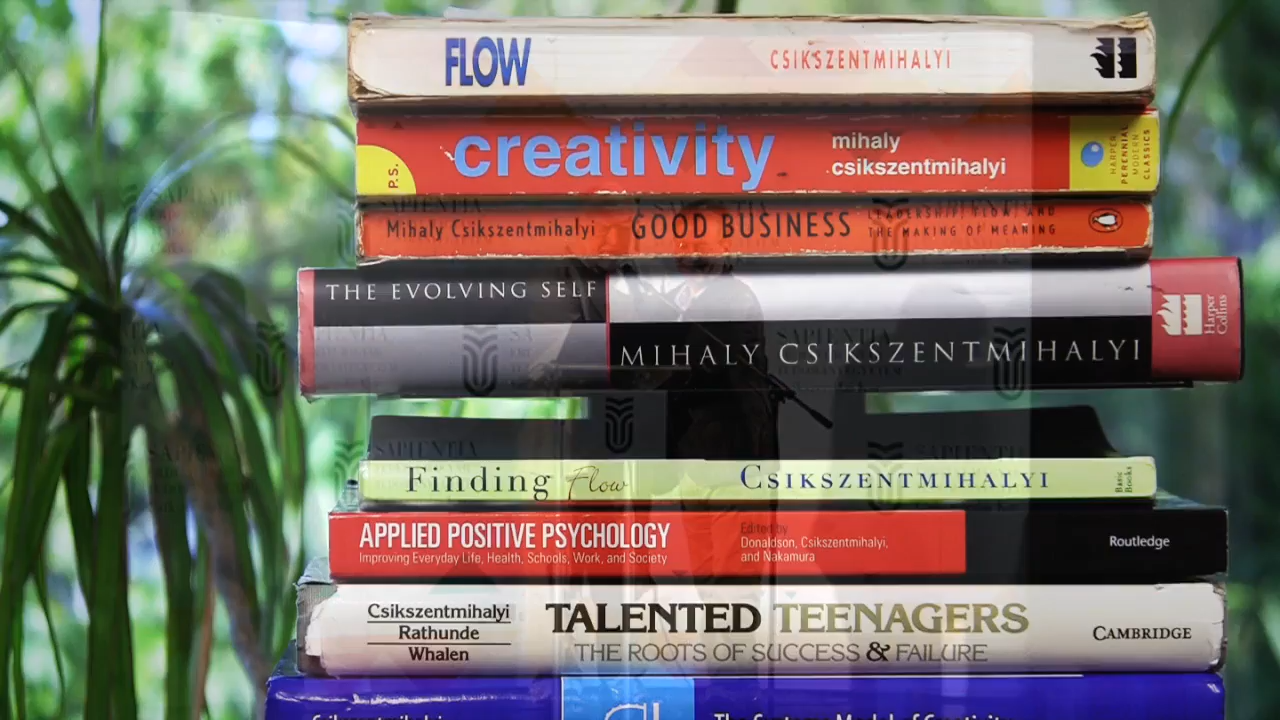 FLOW
CSIKSZENTMIHALYI
P.S.
creativity
mihaly
csikszentmihalyi
HARPER
PERENNIAL
MODERN
CLASSICS
Mihaly Csikszentmihalyi
GOOD BUSINESS
LEADERSHIP, FLOW, AND
THE MAKING OF MEANING
THE EVOLVING SELF
MIHALY CSIKSZENTMIHALYI
Harper
Collins
SAPIENTIA
SAPIENTIA
SAPIENTIA
Finding Flow
CSIKSZENTMIHALYI
Basic
Books
APPLIED POSITIVE PSYCHOLOGY
Improving Everyday Life, Health, Schools, Work, and Society
Edited by
Donaldson, Csikszentmihalyi,
and Nakamura
Routledge
Csikszentmihalyi
Rathunde
Whalen
TALENTED TEENAGERS
THE ROOTS OF SUCCESS & FAILURE
CAMBRIDGE